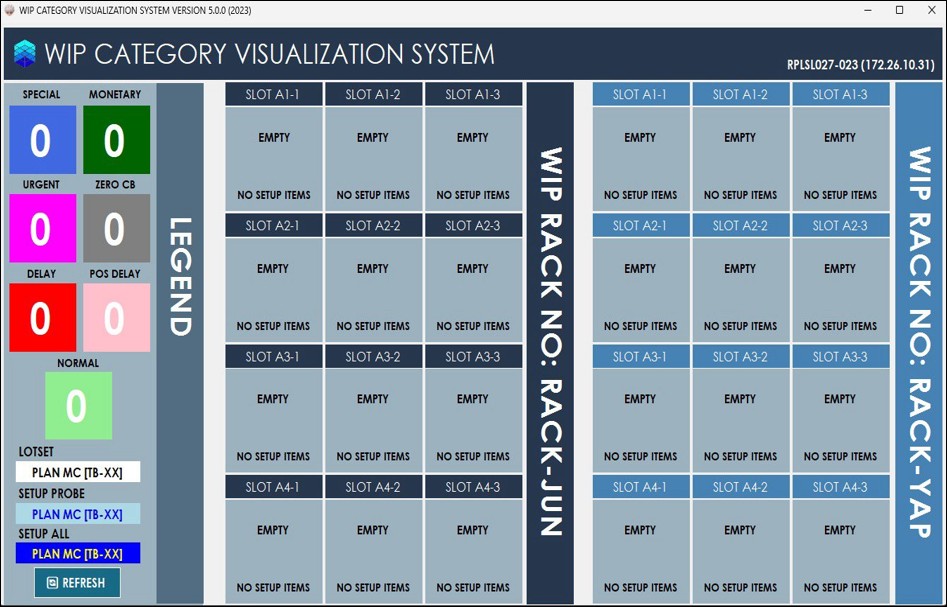 WIP CATEGORY VISUALIZATION SYSTEM VERSION 5.0.0 (2023)
WIP CATEGORY VISUALIZATION SYSTEM
RPLSL027-023 (172.26.10.31)
SPECIAL MONETARY
0 0
URGENT ZERO CB
0 0
DELAY POS DELAY
0 0
NORMAL
0
LOTSET
PLAN MC [TB-XX]
SETUP PROBE
PLAN MC [TB-XX]
SETUP ALL
PLAN MC [TB-XX]
REFRESH
LEGEND
SLOT A1-1 SLOT A1-2 SLOT A1-3
EMPTY EMPTY EMPTY
NO SETUP ITEMS NO SETUP ITEMS NO SETUP ITEMS
SLOT A2-1 SLOT A2-2 SLOT A2-3
EMPTY EMPTY EMPTY
NO SETUP ITEMS NO SETUP ITEMS NO SETUP ITEMS
SLOT A3-1 SLOT A3-2 SLOT A3-3
EMPTY EMPTY EMPTY
NO SETUP ITEMS NO SETUP ITEMS NO SETUP ITEMS
SLOT A4-1 SLOT A4-2 SLOT A4-3
EMPTY EMPTY EMPTY
NO SETUP ITEMS NO SETUP ITEMS NO SETUP ITEMS
WIP RACK NO: RACK-JUN
SLOT A1-1 SLOT A1-2 SLOT A1-3
EMPTY EMPTY EMPTY
NO SETUP ITEMS NO SETUP ITEMS NO SETUP ITEMS
SLOT A2-1 SLOT A2-2 SLOT A2-3
EMPTY EMPTY EMPTY
NO SETUP ITEMS NO SETUP ITEMS NO SETUP ITEMS
SLOT A3-1 SLOT A3-2 SLOT A3-3
EMPTY EMPTY EMPTY
NO SETUP ITEMS NO SETUP ITEMS NO SETUP ITEMS
SLOT A4-1 SLOT A4-2 SLOT A4-3
EMPTY EMPTY EMPTY
NO SETUP ITEMS NO SETUP ITEMS NO SETUP ITEMS
WIP RACK NO: RACK-YAP